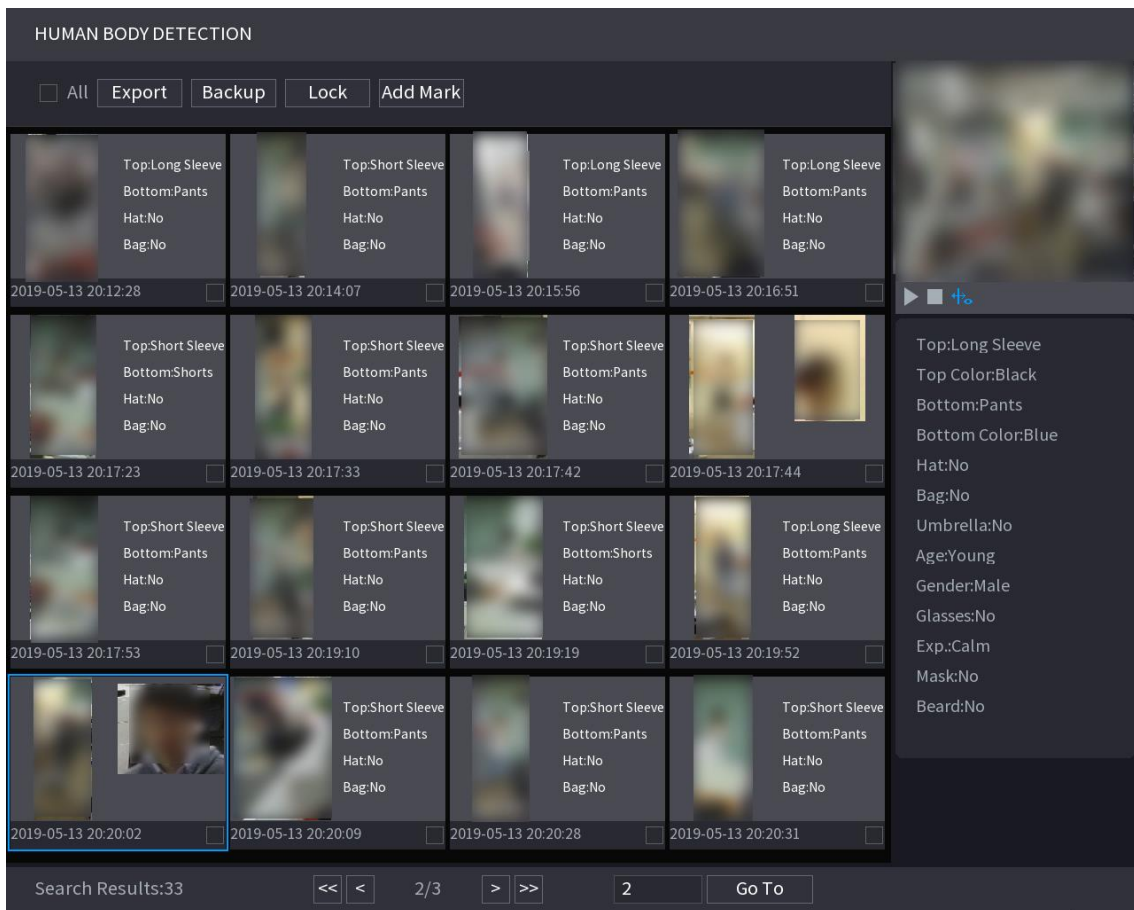 HUMAN BODY DETECTION
All Export Backup Lock Add Mark
Top:Long Sleeve
Bottom:Pants
Hat:No
Bag:No
2019-05-13 20:12:28
Top:Short Sleeve
Bottom:Pants
Hat:No
Bag:No
2019-05-13 20:14:07
Top:Long Sleeve
Bottom:Pants
Hat:No
Bag:No
2019-05-13 20:15:56
Top:Long Sleeve
Bottom:Pants
Hat:No
Bag:No
2019-05-13 20:16:51
Top:Short Sleeve
Bottom:Shorts
Hat:No
Bag:No
2019-05-13 20:17:23
Top:Short Sleeve
Bottom:Pants
Hat:No
Bag:No
2019-05-13 20:17:33
Top:Short Sleeve
Bottom:Pants
Hat:No
Bag:No
2019-05-13 20:17:42
2019-05-13 20:17:44
Top:Short Sleeve
Bottom:Pants
Hat:No
Bag:No
2019-05-13 20:17:53
Top:Short Sleeve
Bottom:Pants
Hat:No
Bag:No
2019-05-13 20:19:10
Top:Short Sleeve
Bottom:Shorts
Hat:No
Bag:No
2019-05-13 20:19:19
Top:Long Sleeve
Bottom:Pants
Hat:No
Bag:No
2019-05-13 20:19:52
2019-05-13 20:20:02
Top:Short Sleeve
Bottom:Pants
Hat:No
Bag:No
2019-05-13 20:20:09
Top:Short Sleeve
Bottom:Pants
Hat:No
Bag:No
2019-05-13 20:20:28
Top:Short Sleeve
Bottom:Pants
Hat:No
Bag:No
2019-05-13 20:20:31
Top:Long Sleeve
Top Color:Black
Bottom:Pants
Bottom Color:Blue
Hat:No
Bag:No
Umbrella:No
Age:Young
Gender:Male
Glasses:No
Exp.:Calm
Mask:No
Beard:No
Search Results:33 << < 2/3 > >> 2 Go To